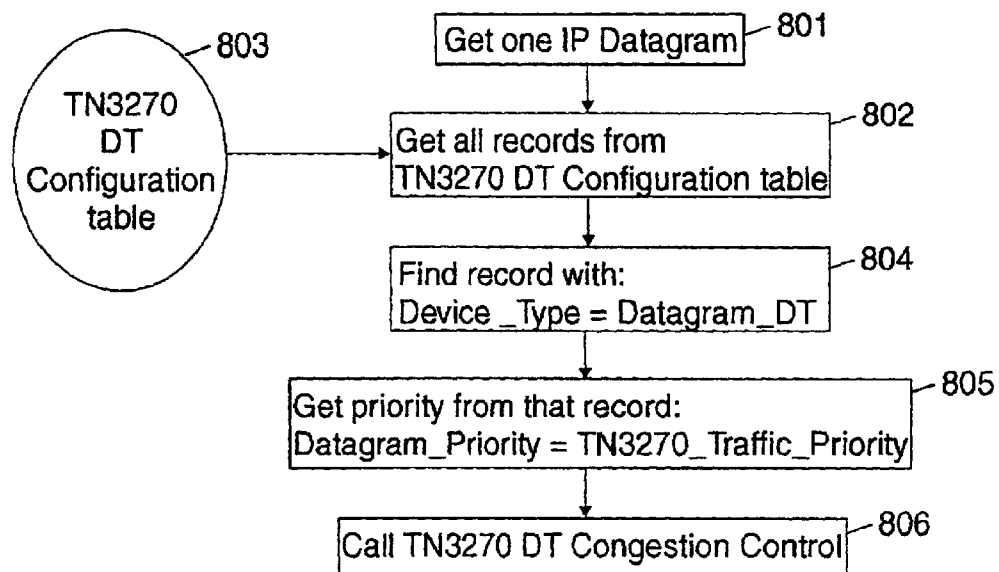 Get one IP Datagram
801
803
TN3270
DT
Configuration
table
802
Get all records from
TN3270 DT Configuration table
804
Find record with:
Device _Type = Datagram_DT
805
Get priority from that record:
Datagram_Priority = TN3270_Traffic_Priority
806
Call TN3270 DT Congestion Control